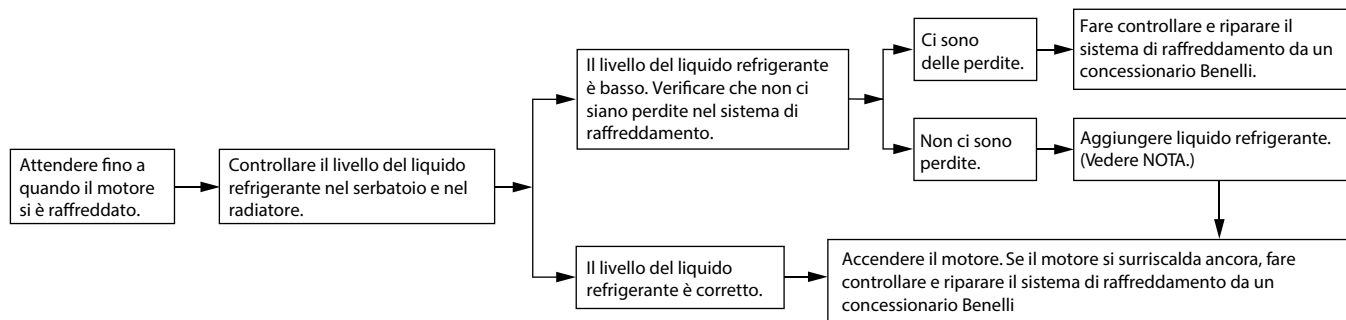 Attendere fino a
quando il motore
si è raffreddato.
Controllare il livello del liquido
refrigerante nel serbatoio e nel
radiatore.
Il livello del liquido refrigerante
è basso. Verificare che non ci
siano perdite nel sistema di
raffreddamento.
Ci sono
delle perdite.
Fare controllare e riparare il
sistema di raffreddamento da un
concessionario Benelli.
Non ci sono
perdite.
Aggiungere liquido refrigerante.
(Vedere NOTA.)
Il livello del liquido
refrigerante è corretto.
Accendere il motore. Se il motore si surriscalda ancora, fare
controllare e riparare il sistema di raffreddamento da un
concessionario Benelli